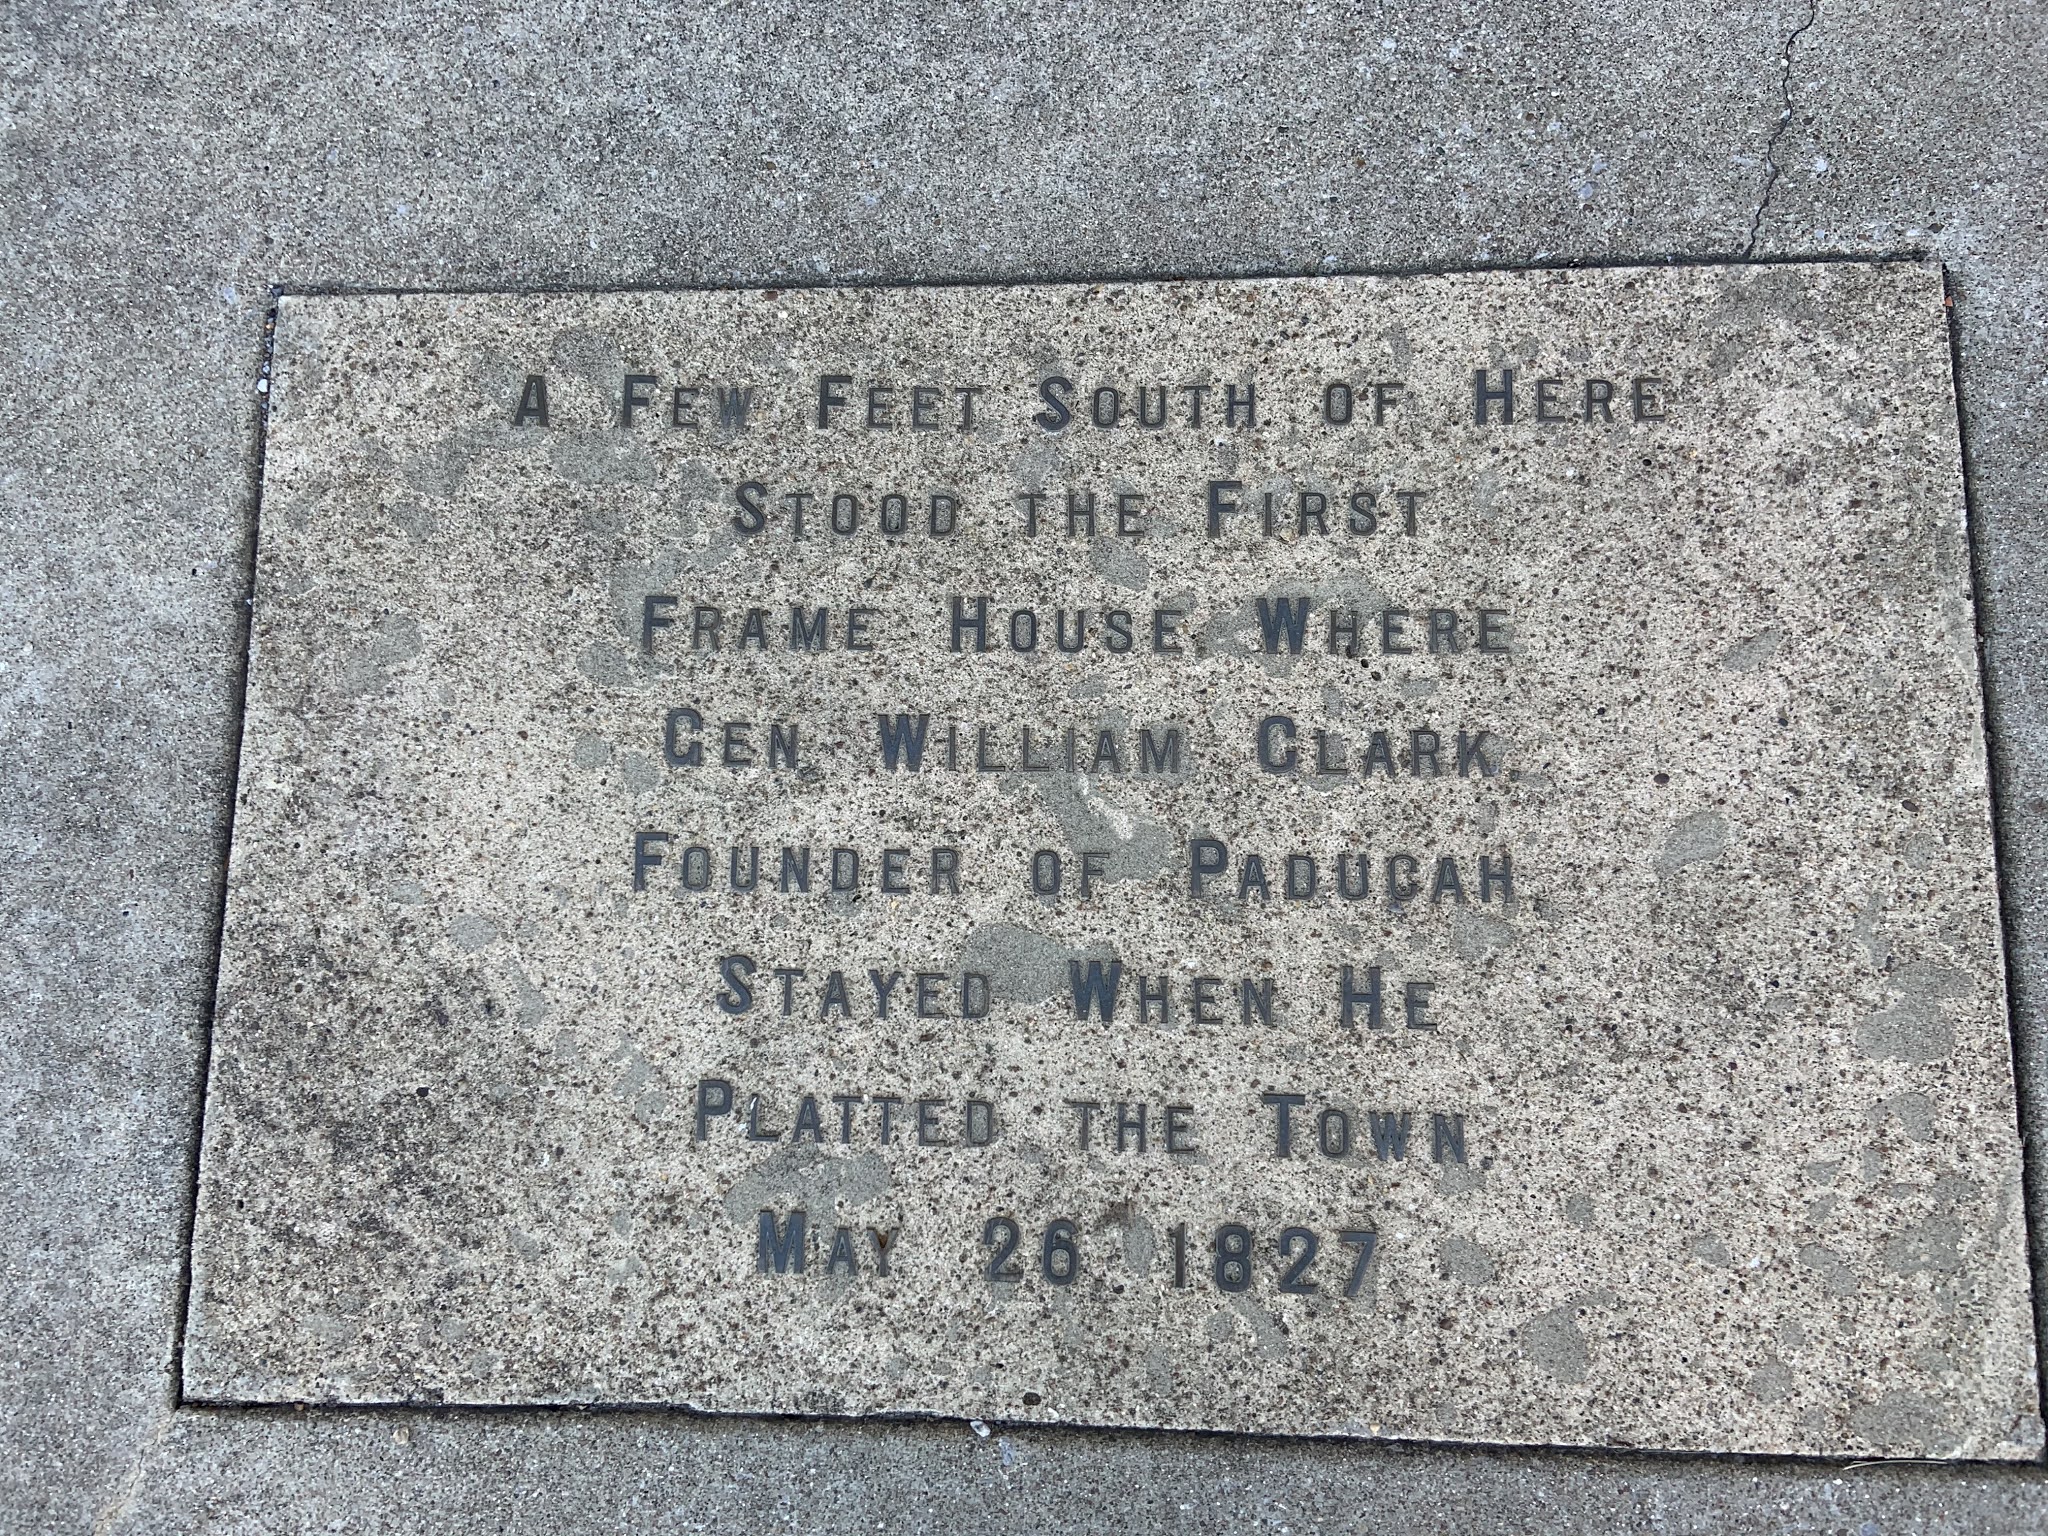 A Few Feet South of Here
Stood the First
Frame House Where
Gen William Clark,
Founder of Paducah,
Stayed When He
Platted the Town,
May 26 1827